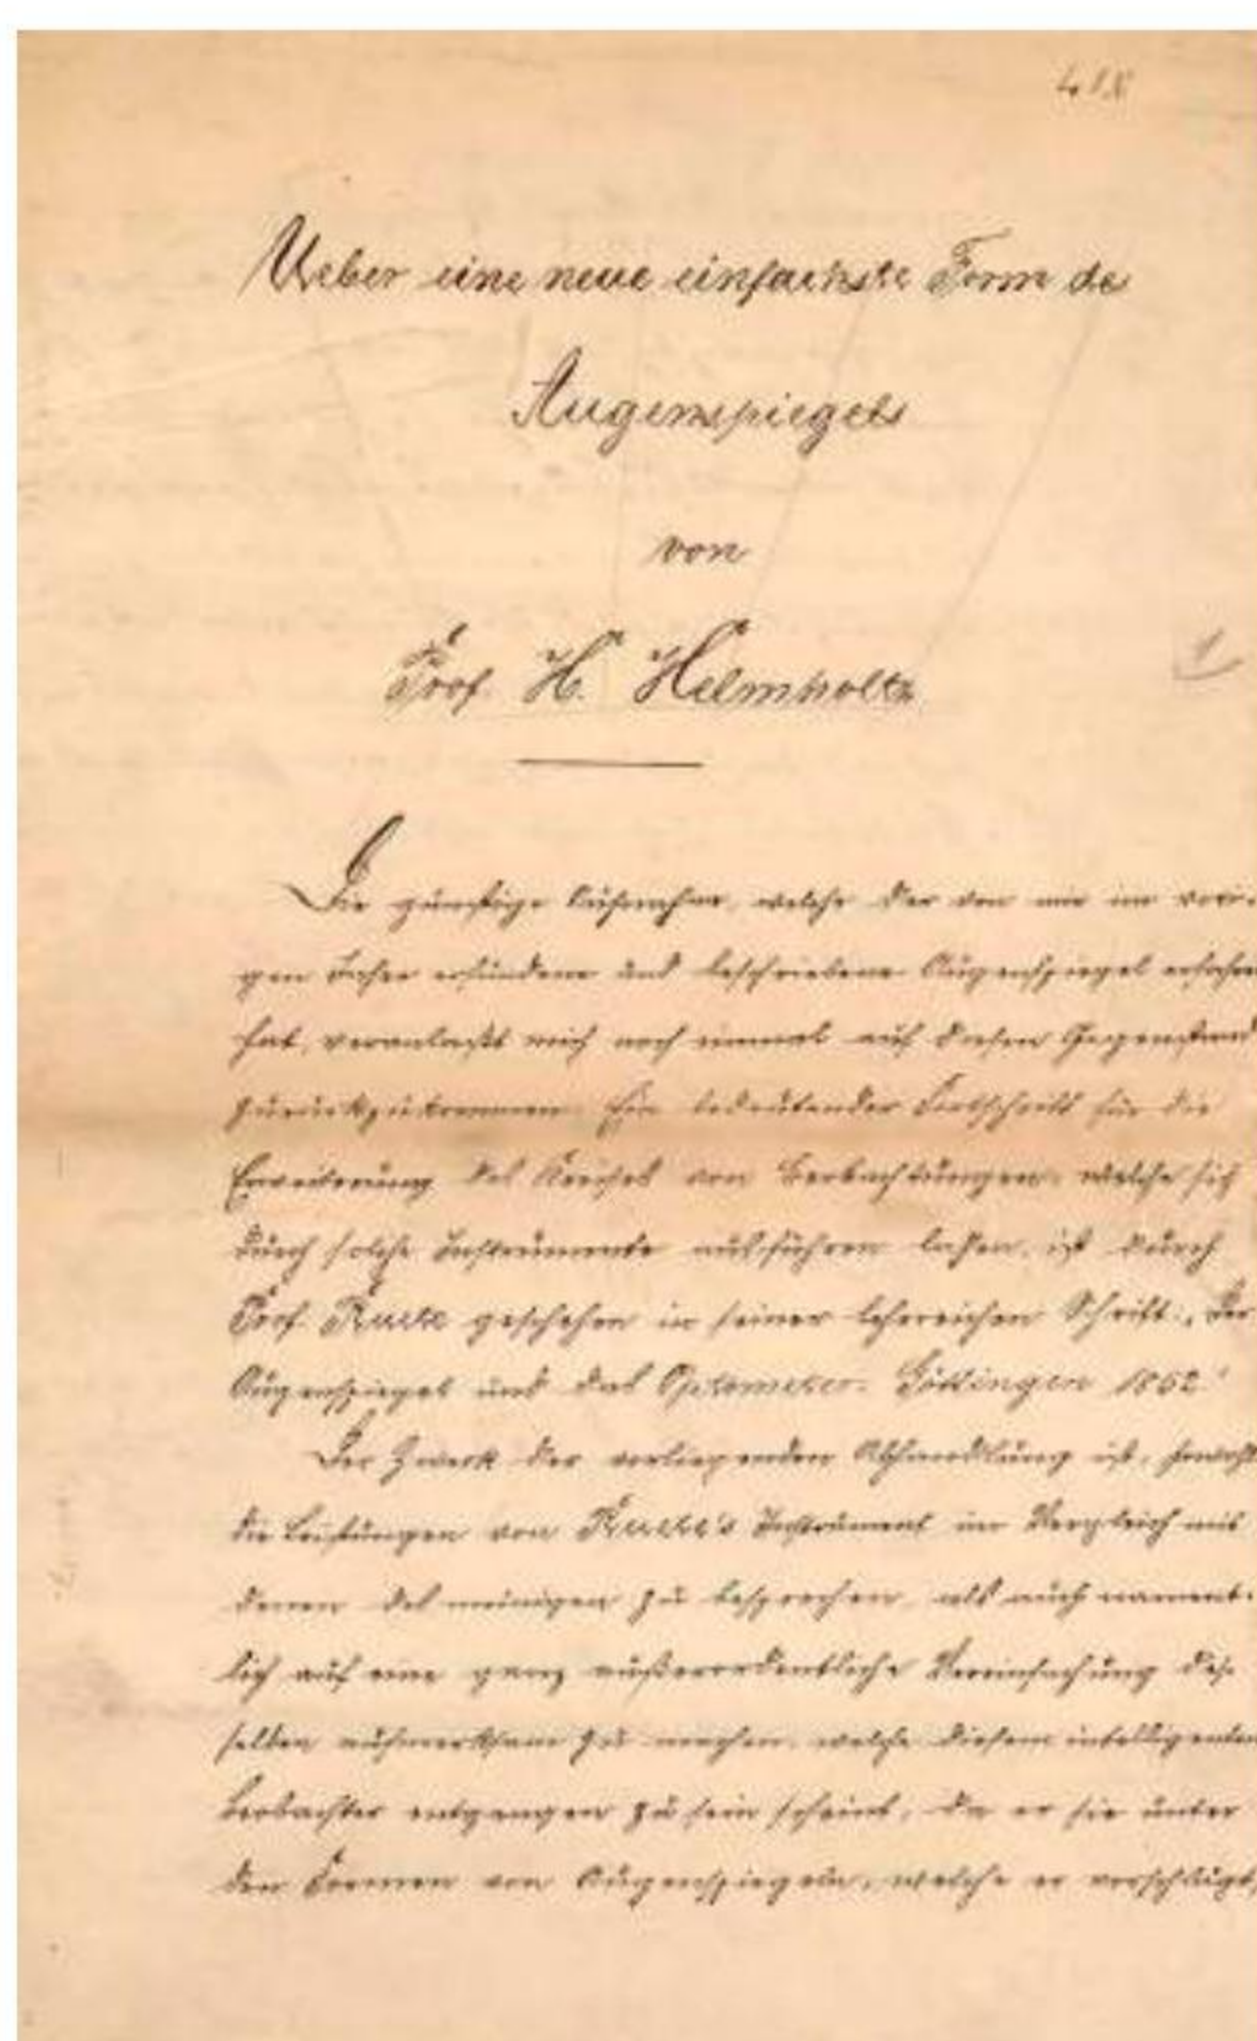 418
Ueber eine neue einfachste Form des
Augenspiegels
von
Prof. H. Helmholtz
1
Die günstige Aufnahme, welche der von mir im vori-
gen Jahre erfundene und beschriebene Augenspiegel erfahren
hat, veranlaßt mich noch einmal auf diesen Gegenstand
zurückzukommen. Ein bedeutender Fortschritt für die
Erweiterung des Kreises von Beobachtungen, welche sich
durch solche Instrumente ausführen laßen, ist durch
Prof. Ruete geschehen in seiner lehrreichen Schrift: „Der
Augenspiegel und das Optometer. Göttingen 1852."
Der Zweck der vorliegenden Abhandlung ist, sowohl
die Leistungen von Ruete's Instrument im Vergleich mit
denen des meinigen zu besprechen, als auch nament-
lich auf eine ganz außerordentliche Vereinfachung des-
selben aufmerksam zu machen, welche diesem intelligenten
Beobachter entgangen zu sein scheint, da er sie unter
den Formen von Augenspiegeln, welche er vorschlägt,